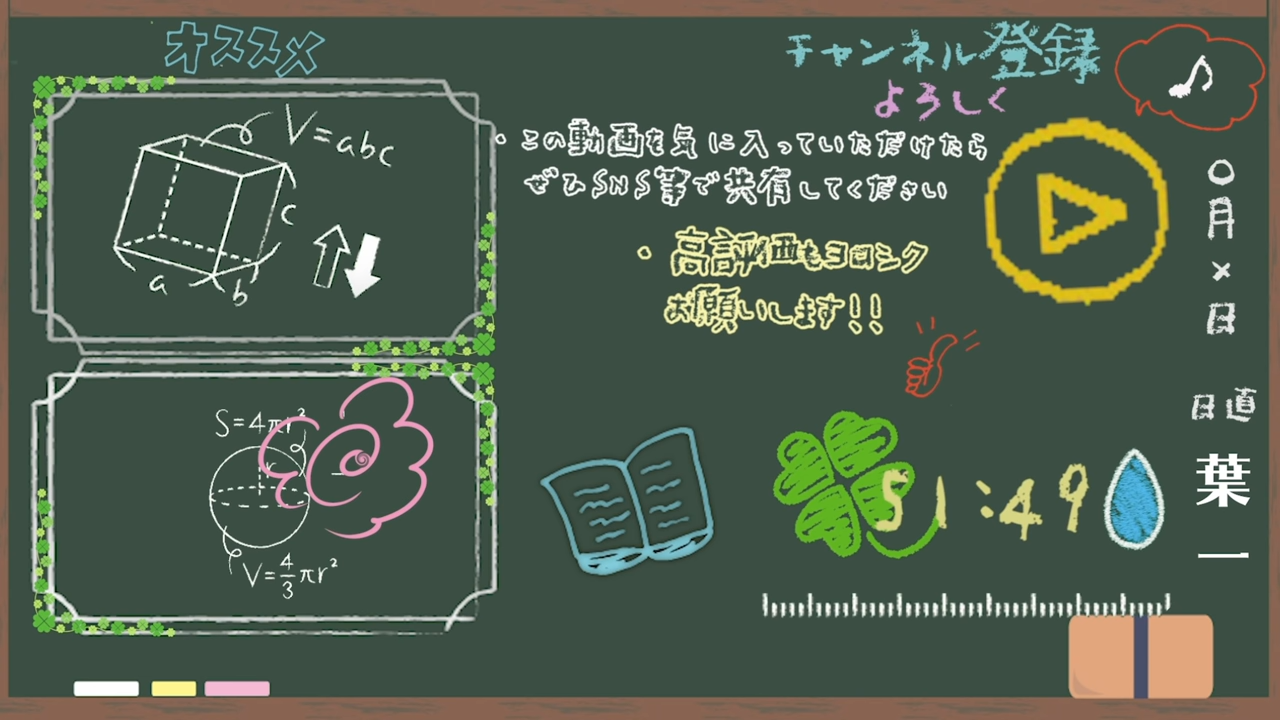 オススメ
V=abc
c
a
b
S=4πr²
r
V=4/3πr²
チャンネル登録
よろしく
・この動画を気に入っていただけたら
ぜひSNS等で共有してください
・高評価もヨロシク
お願いします!!
51:49
〇月×日
日直
葉一